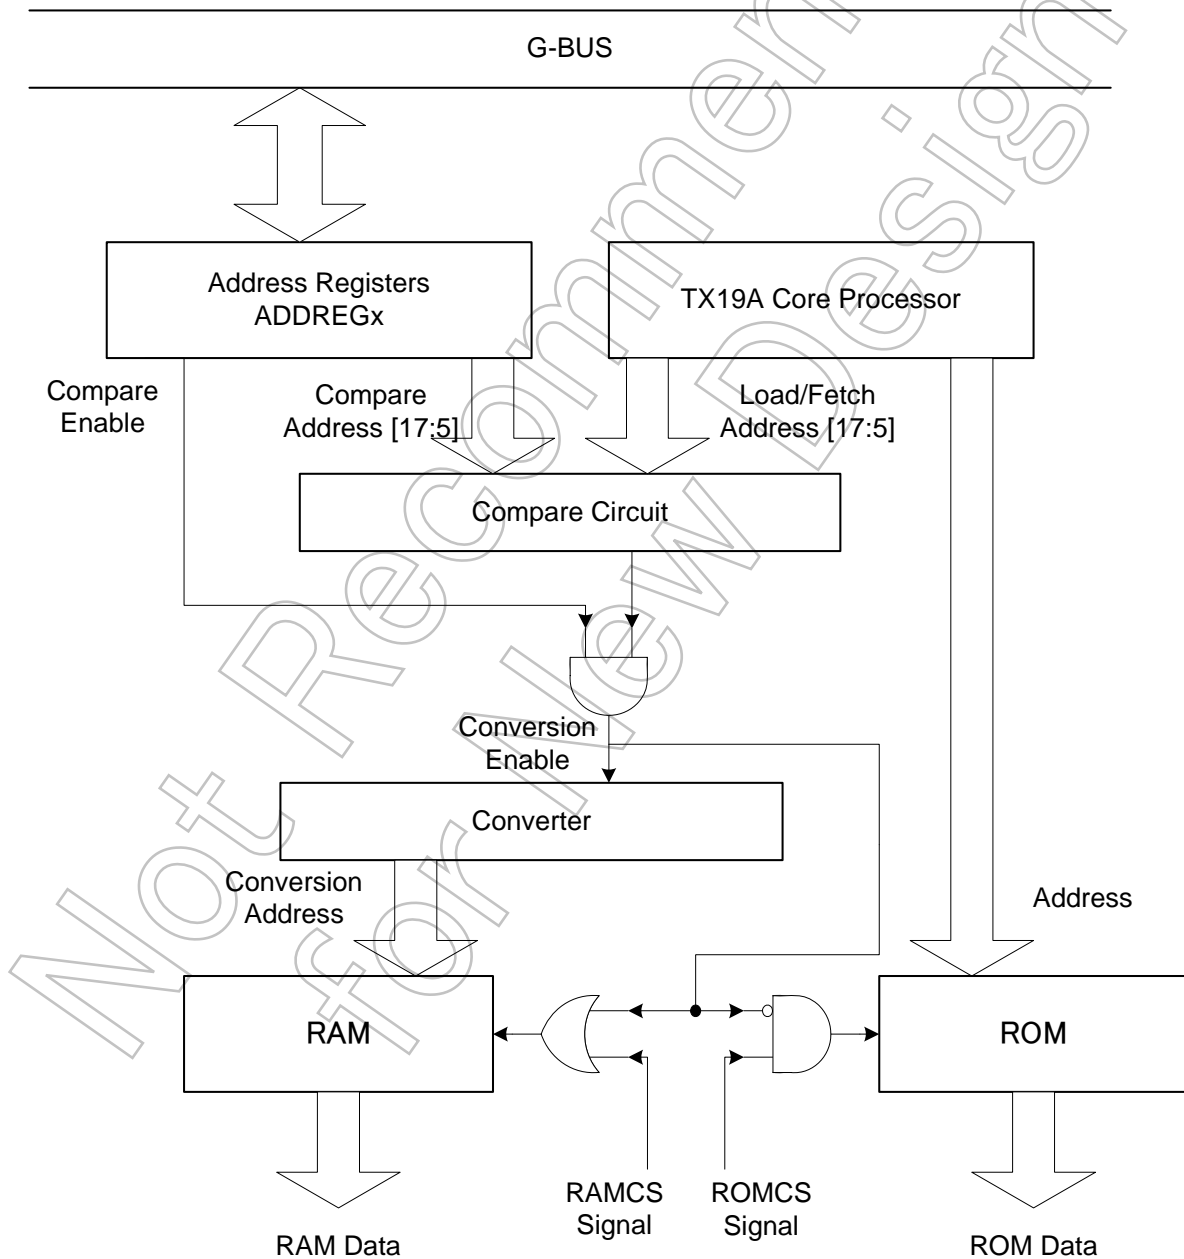 G-BUS
Address Registers
ADDREGx
TX19A Core Processor
Compare
Enable
Compare
Address [17:5]
Load/Fetch
Address [17:5]
Compare Circuit
Conversion
Enable
Converter
Conversion
Address
Address
RAM
ROM
RAMCS
Signal
ROMCS
Signal
RAM Data
ROM Data
Not Recommen
for New Design